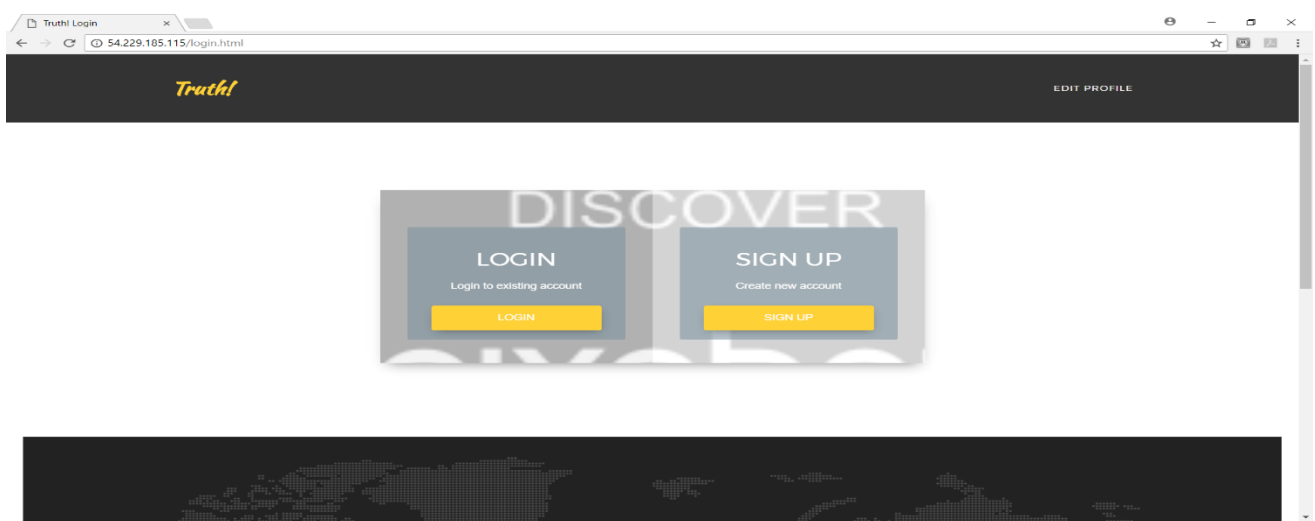 Truth! Login
54.229.185.115/login.html
Truth!
EDIT PROFILE
DISCOVER
LOGIN
SIGN UP
Login to existing account
Create new account
LOGIN
SIGN UP